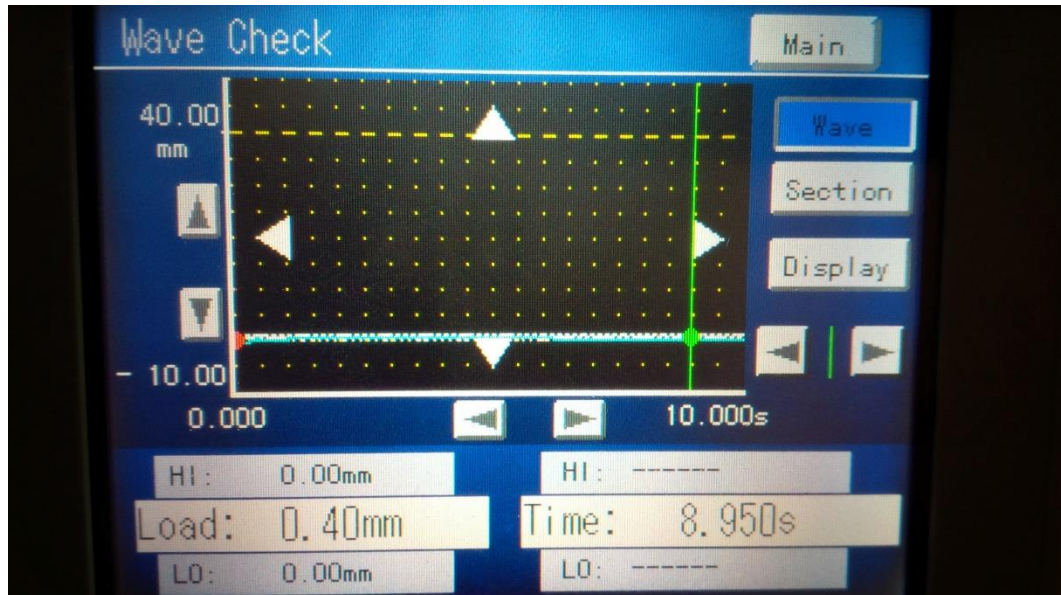 Wave Check
Main
40.00
mm
Wave
Section
Display
- 10.00
0.000
10.000s
HI: 0.00mm
HI: ------
Load: 0.40mm
Time: 8.950s
LO: 0.00mm
LO: ------